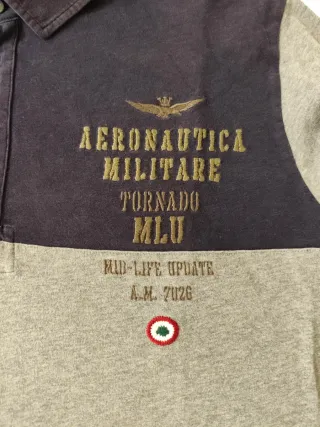 AERONAUTICA
MILITARE
TORNADO
MLU
MID-LIFE UPDATE
A.M. 7026